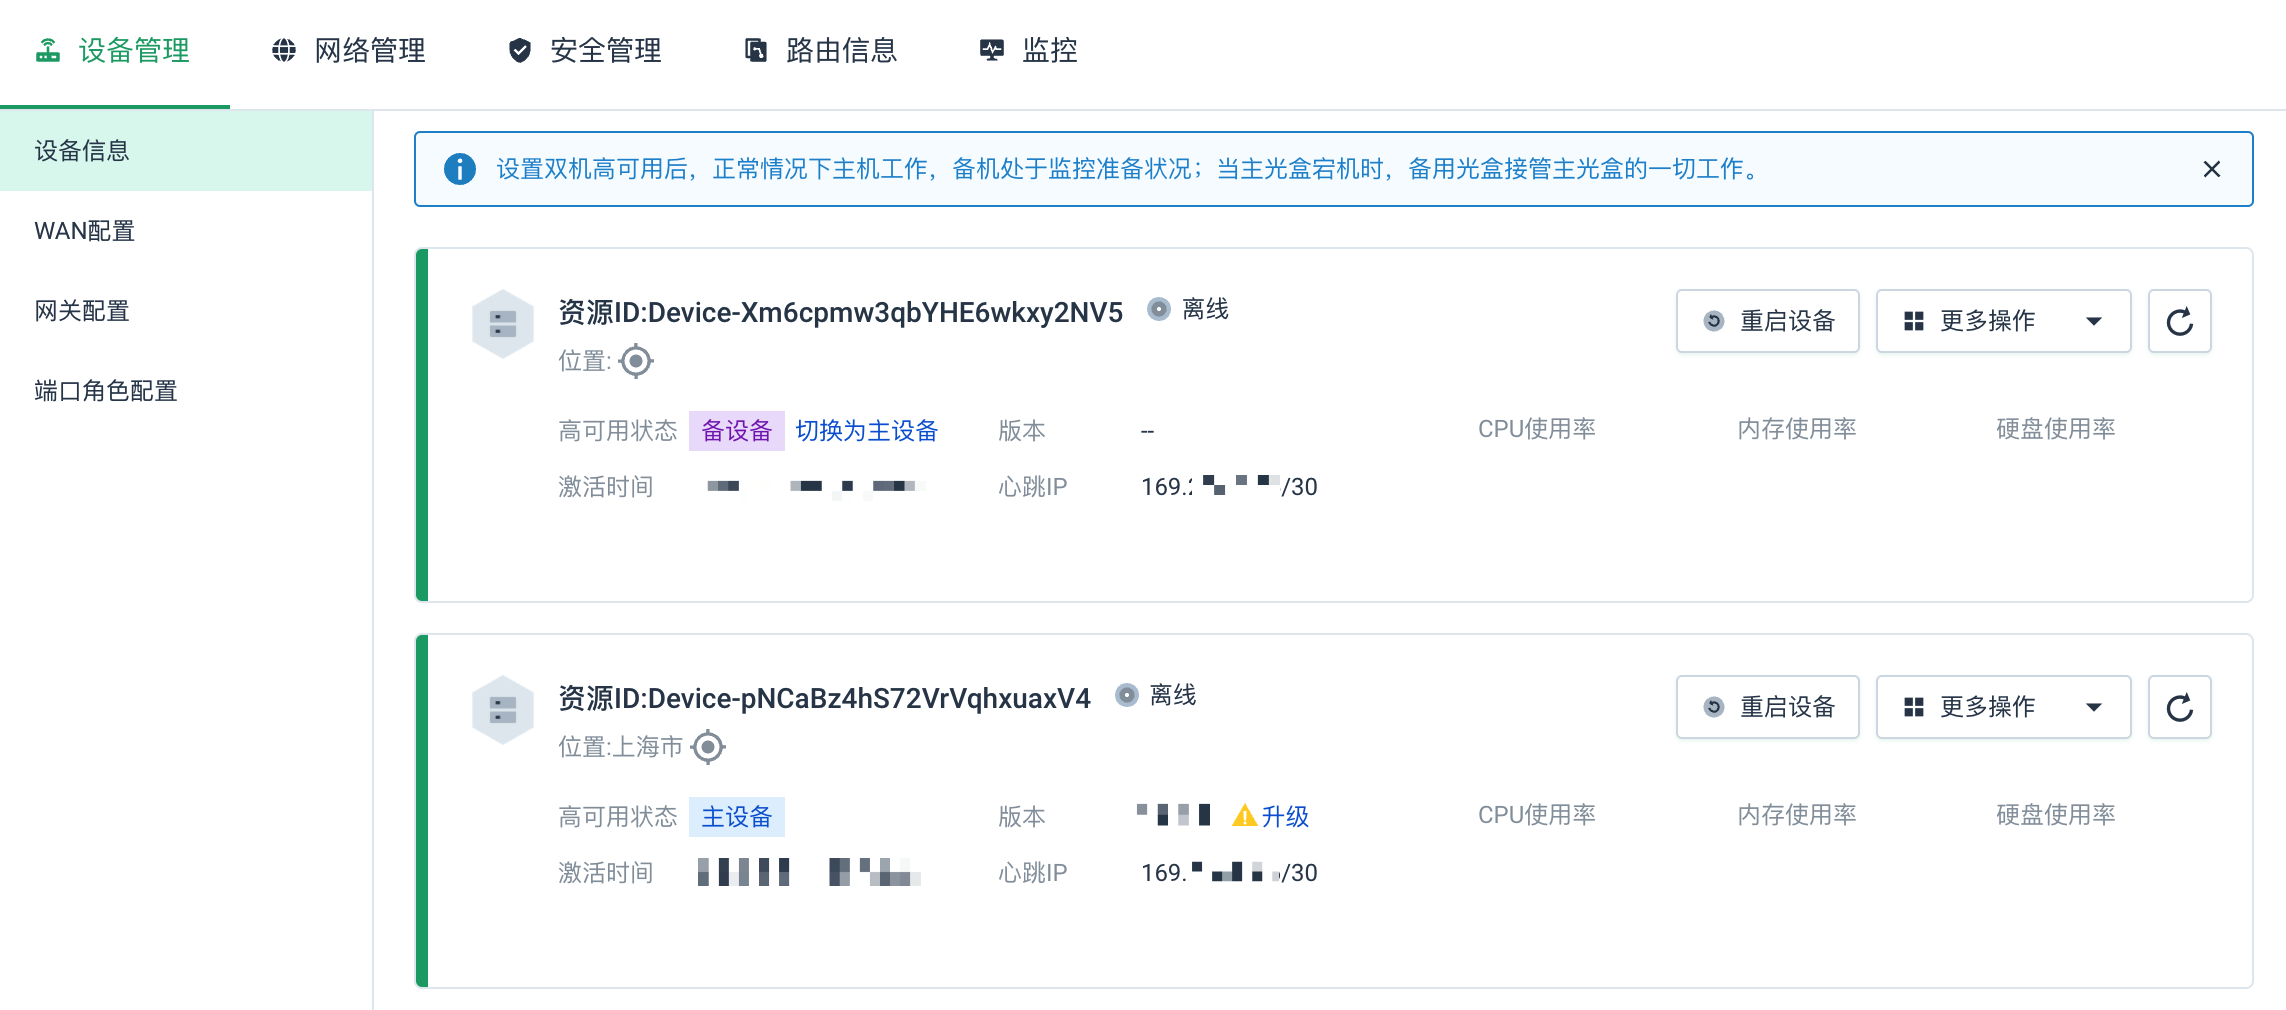 设备管理 网络管理 安全管理 路由信息 监控
设备信息
WAN配置
网关配置
端口角色配置
设置双机高可用后，正常情况下主机工作，备机处于监控准备状况；当主光盒宕机时，备用光盒接管主光盒的一切工作。
资源ID:Device-Xm6cpmw3qbYHE6wkxy2NV5 离线
重启设备 更多操作
位置:
高可用状态 备设备 切换为主设备 版本 -- CPU使用率 内存使用率 硬盘使用率
激活时间 心跳IP 169. /30
资源ID:Device-pNCaBz4hS72VrVqhxuaxV4 离线
重启设备 更多操作
位置:上海市
高可用状态 主设备 版本 升级 CPU使用率 内存使用率 硬盘使用率
激活时间 心跳IP 169. /30